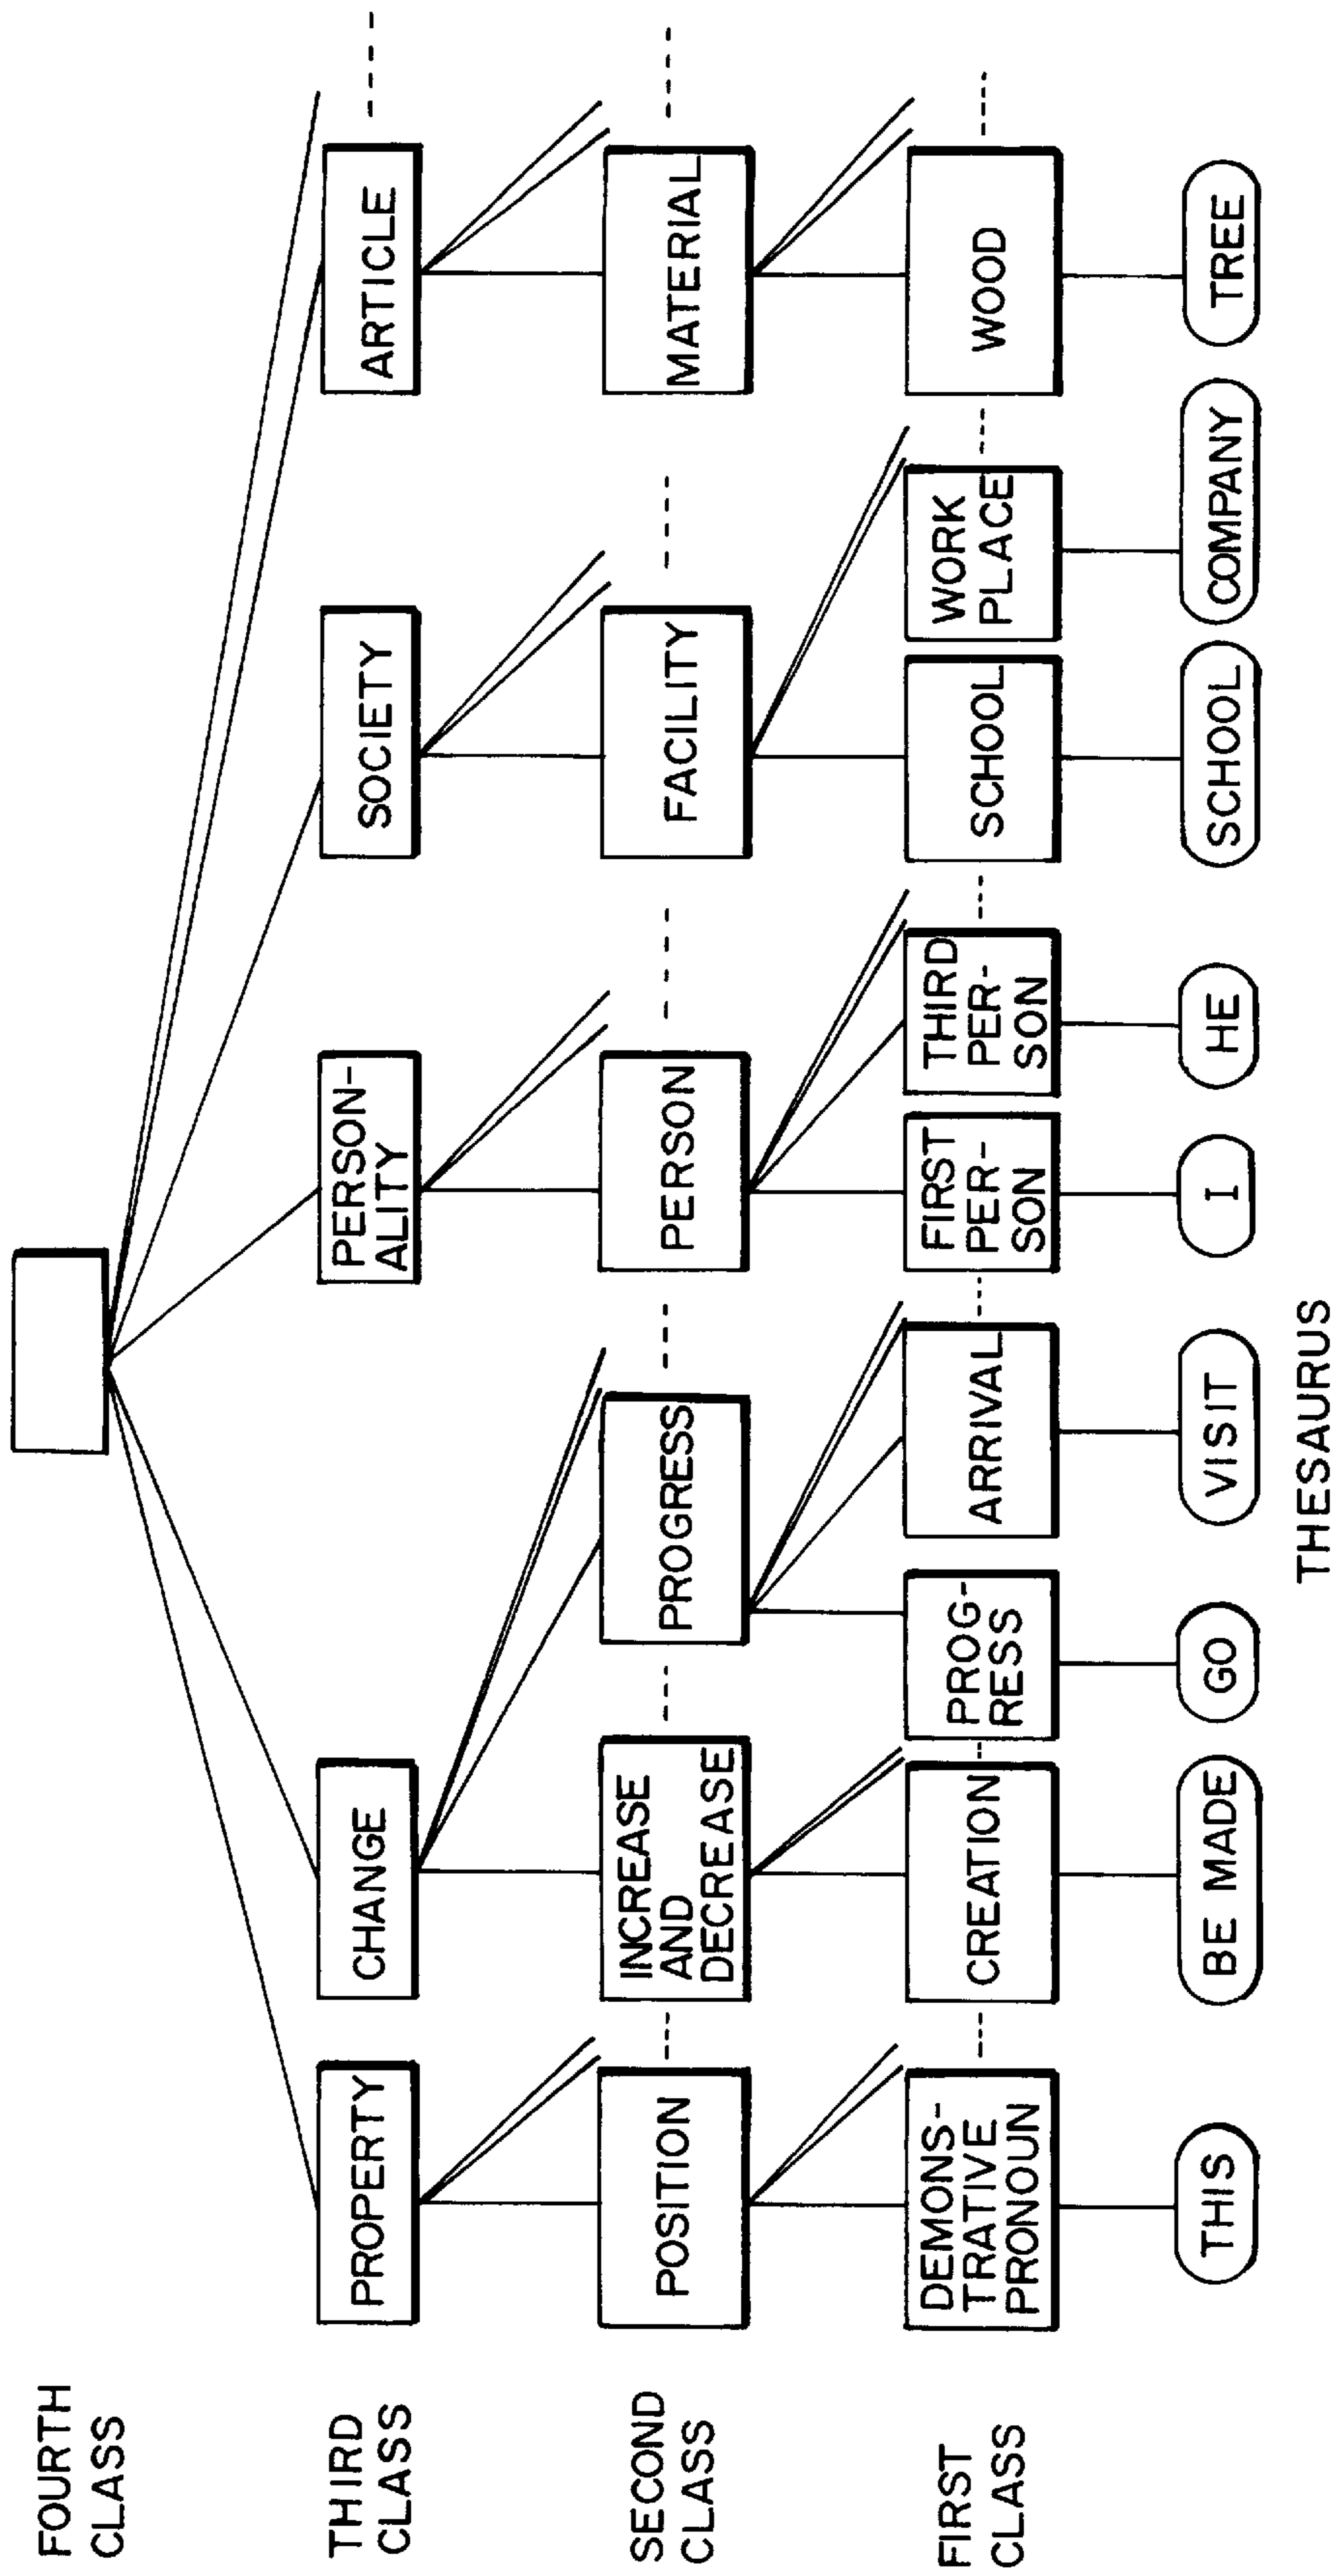 FOURTH
CLASS
THIRD
CLASS
PROPERTY
CHANGE
PERSON-
ALITY
SOCIETY
ARTICLE
SECOND
CLASS
POSITION
INCREASE
AND
DECREASE
PROGRESS
PERSON
FACILITY
MATERIAL
FIRST
CLASS
DEMONS-
TRATIVE
PRONOUN
CREATION
PROG-
RESS
ARRIVAL
FIRST
PER-
SON
THIRD
PER-
SON
SCHOOL
WORK
PLACE
WOOD
THIS
BE MADE
GO
VISIT
I
HE
SCHOOL
COMPANY
TREE
THESAURUS